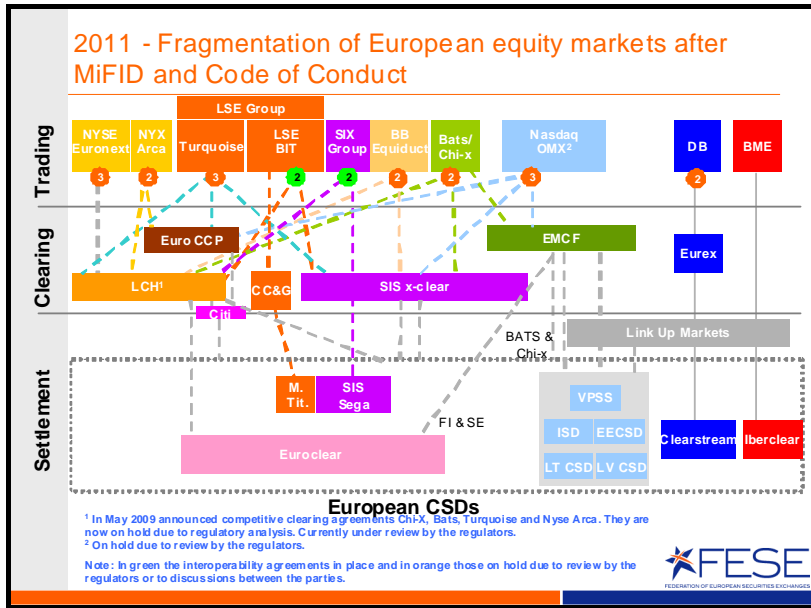 2011 - Fragmentation of European equity markets after
MiFID and Code of Conduct
Trading
LSE Group
NYSE
Euronext
NYX
Arca
Turquoise
LSE
BIT
SIX
Group
BB
Equiduct
Bats/
Chi-x
Nasdaq
OMX²
DB
BME
3
2
3
2
2
2
2
3
2
Clearing
Euro CCP
EMCF
Eurex
LCH¹
CC&G
SIS x-clear
Citi
Link Up Markets
BATS &
Chi-x
Settlement
M.
Tit.
SIS
Sega
VPSS
FI & SE
ISD
EECSD
Clearstream
Iberclear
Euroclear
LT CSD
LV CSD
European CSDs
¹ In May 2009 announced competitive clearing agreements Chi-X, Bats, Turquoise and Nyse Arca. They are
now on hold due to regulatory analysis. Currently under review by the regulators.
² On hold due to review by the regulators.
Note: In green the interoperability agreements in place and in orange those on hold due to review by the
regulators or to discussions between the parties.
FESE
FEDERATION OF EUROPEAN SECURITIES EXCHANGES